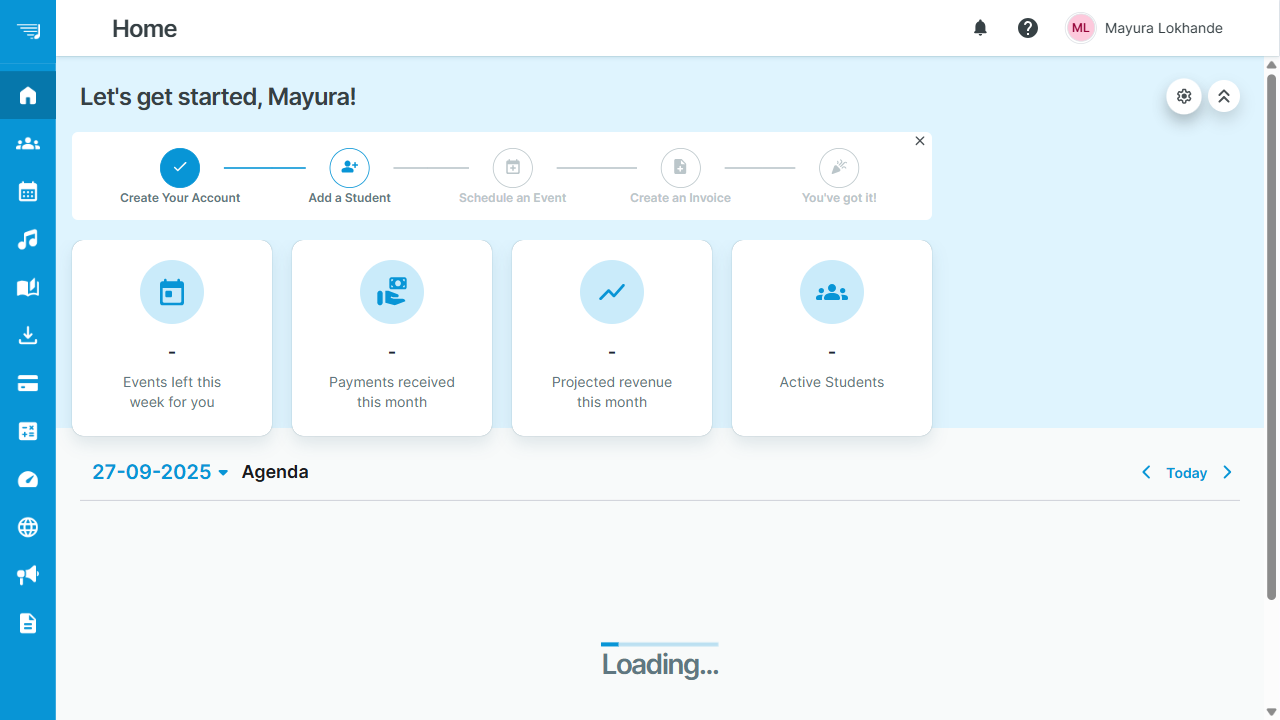 Home
ML
Mayura Lokhande
Let's get started, Mayura!
Create Your Account
Add a Student
Schedule an Event
Create an Invoice
You've got it!
-
Events left this
week for you
-
Payments received
this month
-
Projected revenue
this month
-
Active Students
27-09-2025
Agenda
Today
Loading...